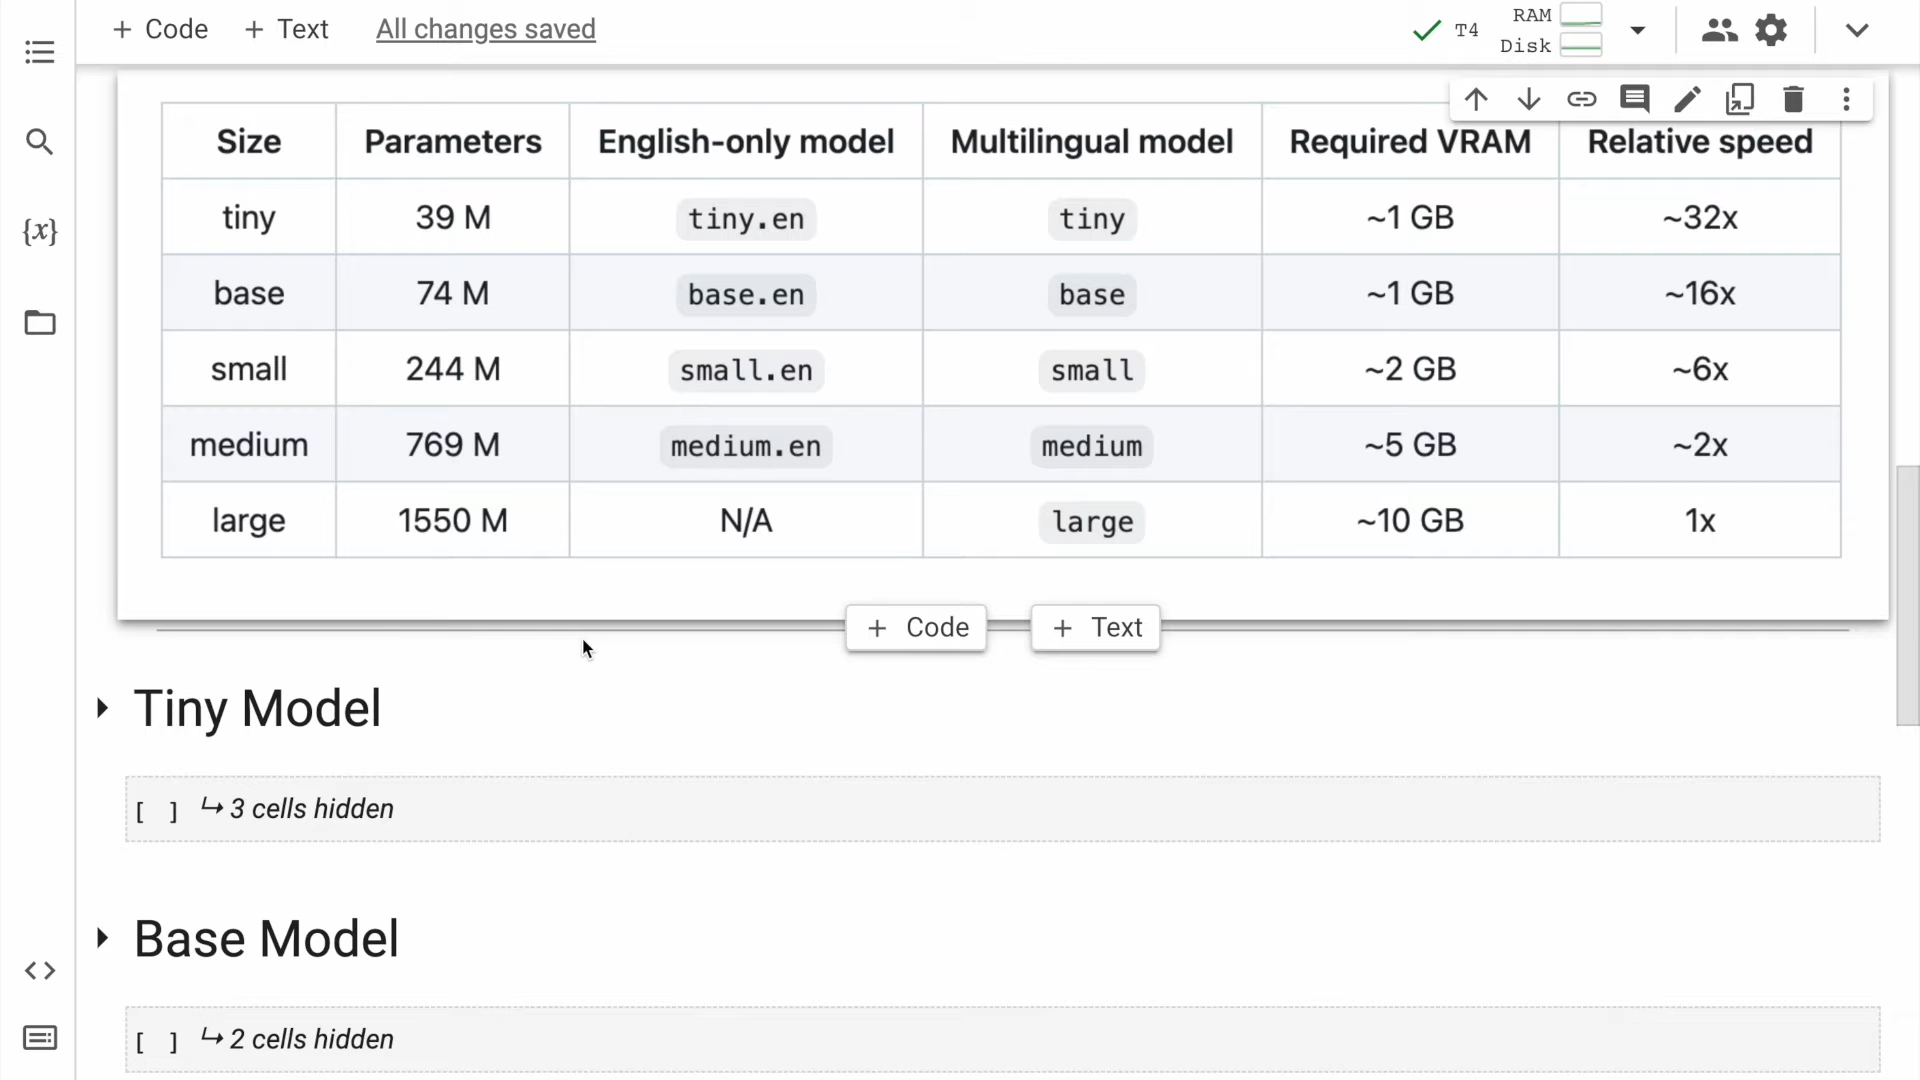 + Code + Text All changes saved T4 RAM
Disk
Size Parameters English-only model Multilingual model Required VRAM Relative speed
tiny 39 M tiny.en tiny ~1 GB ~32x
base 74 M base.en base ~1 GB ~16x
small 244 M small.en small ~2 GB ~6x
medium 769 M medium.en medium ~5 GB ~2x
large 1550 M N/A large ~10 GB 1x
+ Code + Text
Tiny Model
[ ] ↳ 3 cells hidden
Base Model
[ ] ↳ 2 cells hidden
{x}